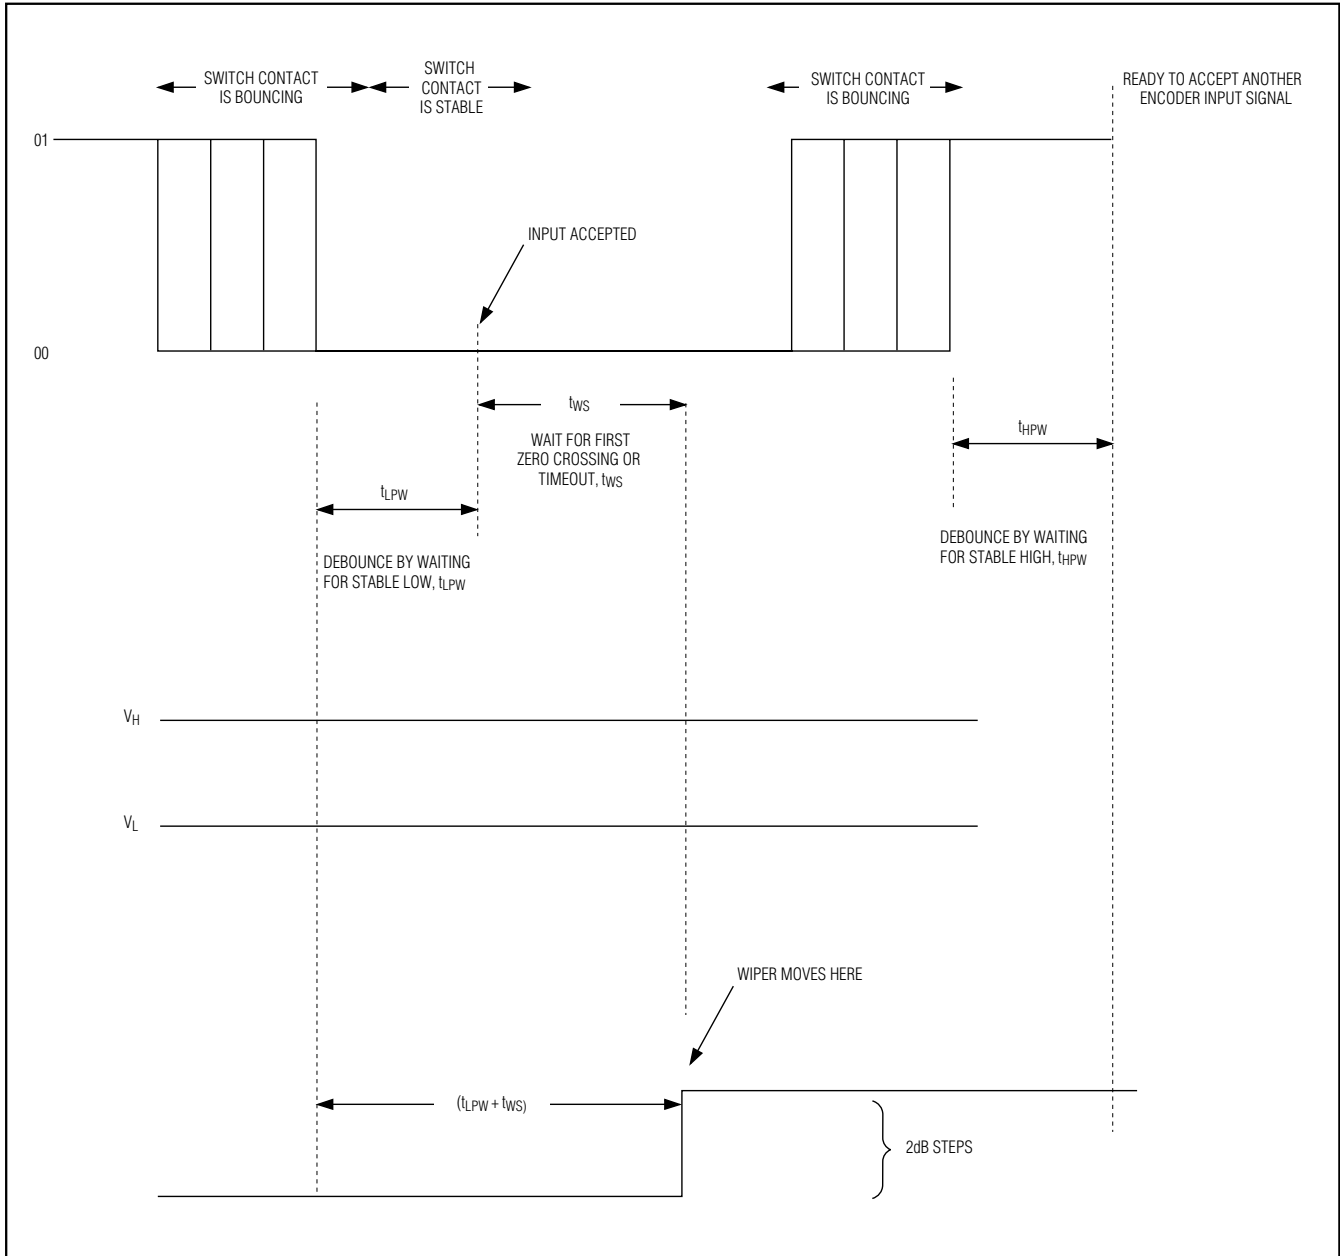 SWITCH CONTACT
IS BOUNCING
SWITCH
CONTACT
IS STABLE
SWITCH CONTACT
IS BOUNCING
READY TO ACCEPT ANOTHER
ENCODER INPUT SIGNAL
01
INPUT ACCEPTED
00
tWS
WAIT FOR FIRST
ZERO CROSSING OR
TIMEOUT, tWS
tHPW
tLPW
DEBOUNCE BY WAITING
FOR STABLE HIGH, tHPW
DEBOUNCE BY WAITING
FOR STABLE LOW, tLPW
VH
VL
WIPER MOVES HERE
(tLPW + tWS)
2dB STEPS